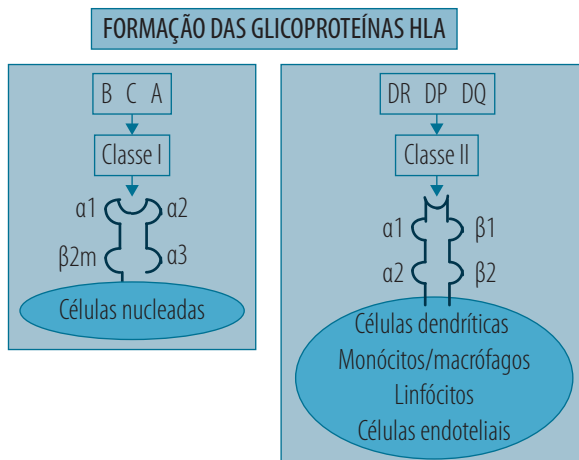 FORMAÇÃO DAS GLICOPROTEÍNAS HLA
B C A
Classe I
α1 α2
β2m α3
Células nucleadas
DR DP DQ
Classe II
α1 β1
α2 β2
Células dendríticas
Monócitos/macrófagos
Linfócitos
Células endoteliais